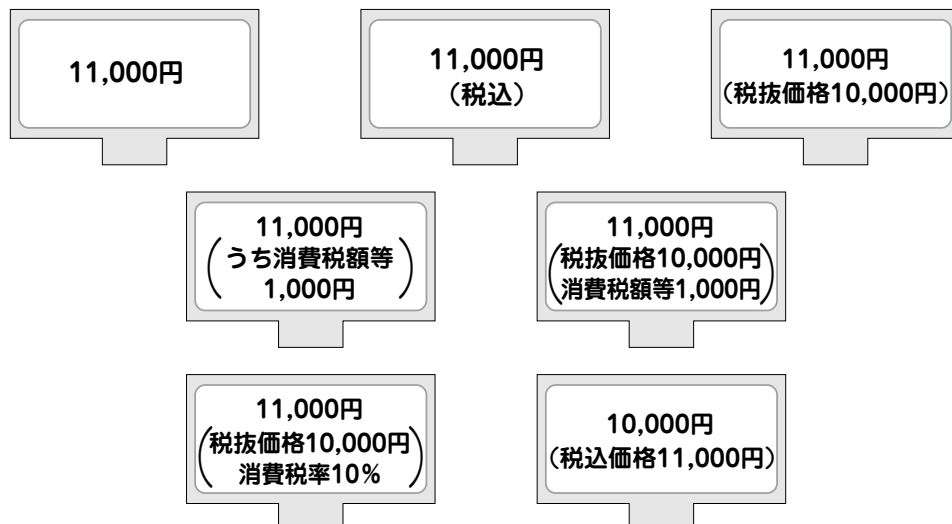 11,000円
11,000円
（税込）
11,000円
（税抜価格10,000円）
11,000円
（うち消費税額等
1,000円）
11,000円
（税抜価格10,000円
消費税額等1,000円）
11,000円
（税抜価格10,000円
消費税率10%）
10,000円
（税込価格11,000円）